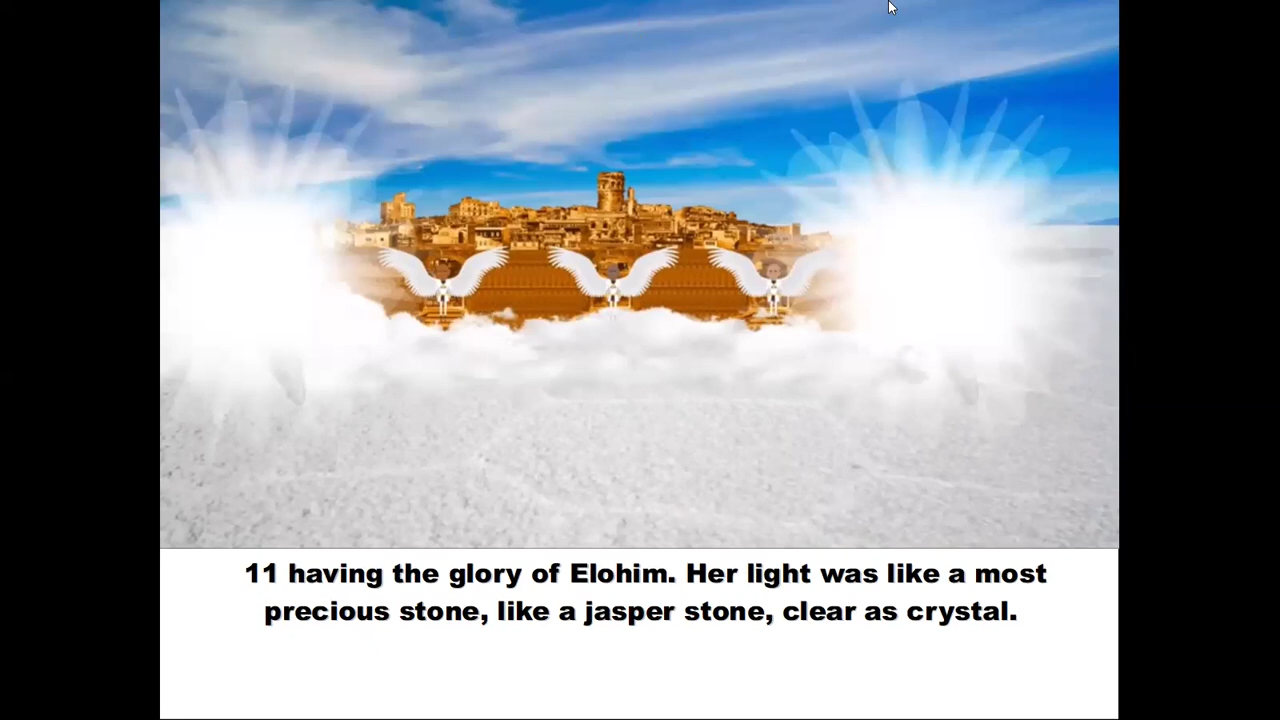 11 having the glory of Elohim. Her light was like a most
precious stone, like a jasper stone, clear as crystal.